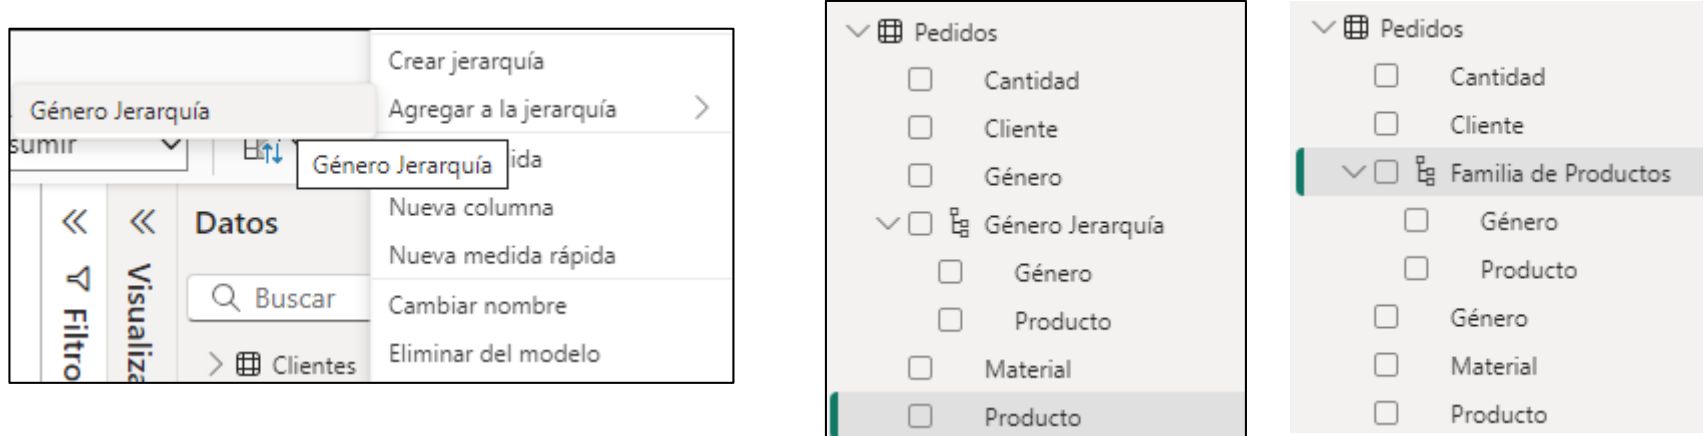 Crear jerarquía
Género Jerarquía
Agregar a la jerarquía
sumir
Género Jerarquía
ida
Nueva columna
Datos
Nueva medida rápida
Filtro
Visualiza
Buscar
Cambiar nombre
Eliminar del modelo
Clientes
Pedidos
Cantidad
Cliente
Género
Género Jerarquía
Género
Producto
Material
Producto
Pedidos
Cantidad
Cliente
Familia de Productos
Género
Producto
Género
Material
Producto